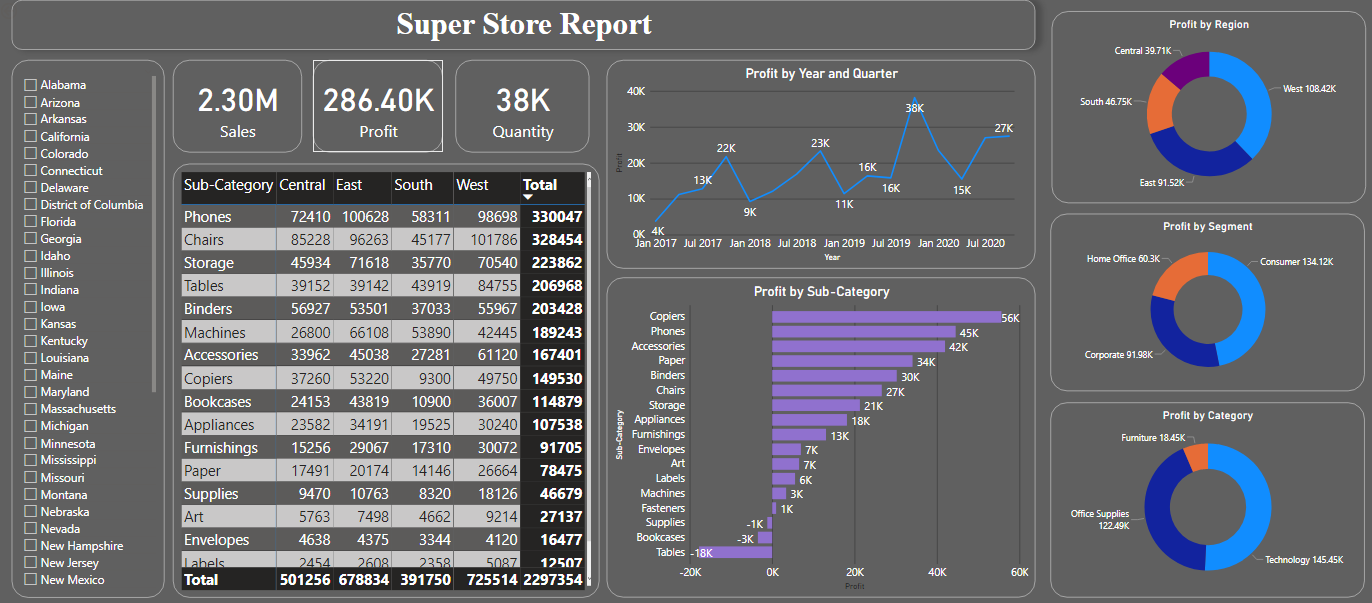 Super Store Report
Alabama
Arizona
Arkansas
California
Colorado
Connecticut
Delaware
District of Columbia
Florida
Georgia
Idaho
Illinois
Indiana
Iowa
Kansas
Kentucky
Louisiana
Maine
Maryland
Massachusetts
Michigan
Minnesota
Mississippi
Missouri
Montana
Nebraska
Nevada
New Hampshire
New Jersey
New Mexico
2.30M
Sales
286.40K
Profit
38K
Quantity
Sub-Category Central East South West Total
Phones 72410 100628 58311 98698 330047
Chairs 85228 96263 45177 101786 328454
Storage 45934 71618 35770 70540 223862
Tables 39152 39142 43919 84755 206968
Binders 56927 53501 37033 55967 203428
Machines 26800 66108 53890 42445 189243
Accessories 33962 45038 27281 61120 167401
Copiers 37260 53220 9300 49750 149530
Bookcases 24153 43819 10900 36007 114879
Appliances 23582 34191 19525 30240 107538
Furnishings 15256 29067 17310 30072 91705
Paper 17491 20174 14146 26664 78475
Supplies 9470 10763 8320 18126 46679
Art 5763 7498 4662 9214 27137
Envelopes 4638 4375 3344 4120 16477
Labels 2454 2608 2358 5087 12507
Total 501256 678834 391750 725514 2297354
Profit by Year and Quarter
Profit
40K
30K
20K
10K
0K
4K
13K
22K
9K
23K
11K
16K
16K
38K
15K
27K
Jan 2017 Jul 2017 Jan 2018 Jul 2018 Jan 2019 Jul 2019 Jan 2020 Jul 2020
Year
Profit by Sub-Category
Sub-Category
Copiers 56K
Phones 45K
Accessories 42K
Paper 34K
Binders 30K
Chairs 27K
Storage 21K
Appliances 18K
Furnishings 13K
Envelopes 7K
Art 7K
Labels 6K
Machines 3K
Fasteners 1K
Supplies -1K
Bookcases -3K
Tables -18K
-20K 0K 20K 40K 60K
Profit
Profit by Region
Central 39.71K
West 108.42K
South 46.75K
East 91.52K
Profit by Segment
Home Office 60.3K
Consumer 134.12K
Corporate 91.98K
Profit by Category
Furniture 18.45K
Office Supplies
122.49K
Technology 145.45K